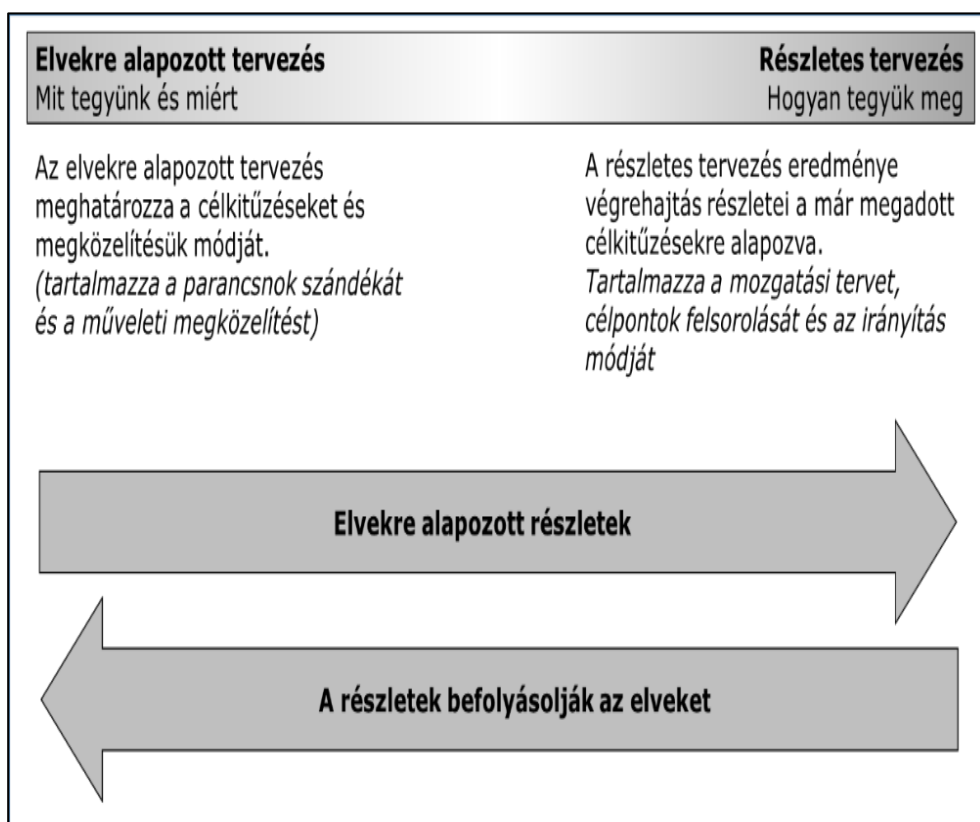 Elvekre alapozott tervezés
Mit tegyünk és miért
Részletes tervezés
Hogyan tegyük meg
Az elvekre alapozott tervezés
meghatározza a célkitűzéseket és
megközelítésük módját.
(tartalmazza a parancsnok szándékát
és a műveleti megközelítést)
A részletes tervezés eredménye
végrehajtás részletei a már megadott
célkitűzésekre alapozva.
Tartalmazza a mozgatási tervet,
célpontok felsorolását és az irányítás
módját
Elvekre alapozott részletek
A részletek befolyásolják az elveket